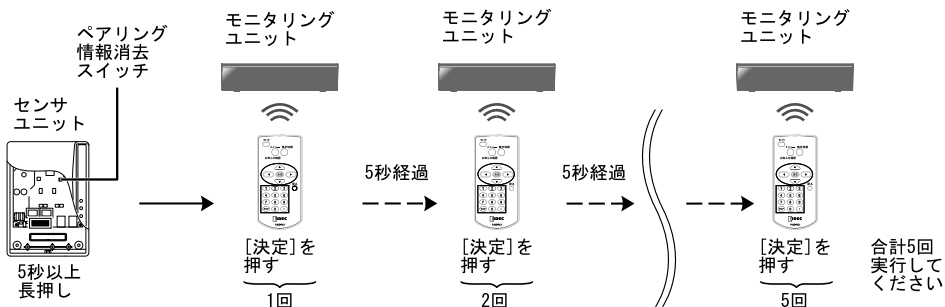 ペアリング
情報消去
スイッチ
センサ
ユニット
5秒以上
長押し
モニタリング
ユニット
[決定]を
押す
1回
5秒経過
モニタリング
ユニット
[決定]を
押す
2回
5秒経過
モニタリング
ユニット
[決定]を
押す
5回
合計5回
実行して
ください